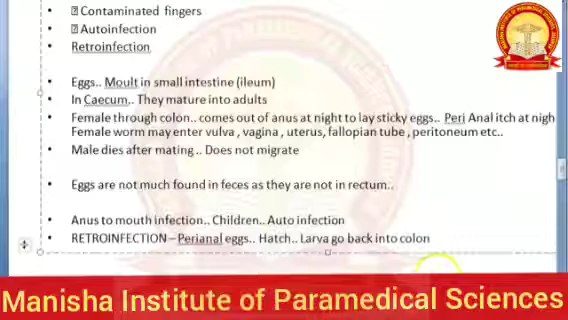 Contaminated fingers
Autoinfection
Retroinfection
Eggs.. Moult in small intestine (ileum)
In Caecum.. They mature into adults
Female through colon.. comes out of anus at night to lay sticky eggs.. Peri Anal itch at nigh
Female worm may enter vulva , vagina , uterus, fallopian tube , peritoneum etc..
Male dies after mating .. Does not migrate
Eggs are not much found in feces as they are not in rectum..
Anus to mouth infection.. Children.. Auto infection
RETROINFECTION – Perianal eggs.. Hatch.. Larva go back into colon
Manisha Institute of Paramedical Sciences